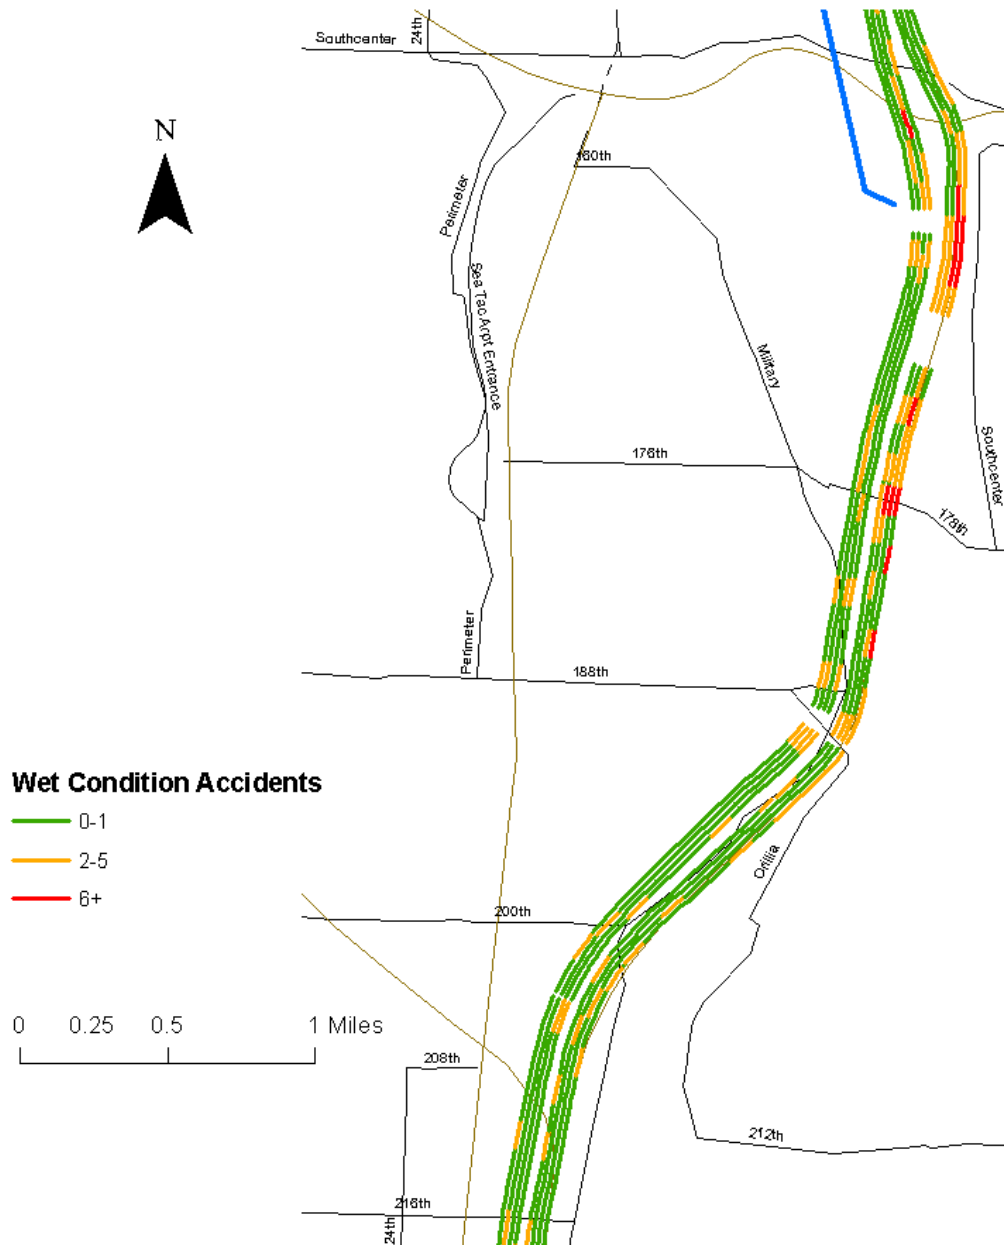 24th
Southcenter
N
160th
Perimeter
Sea Tac Arpt Entrance
Military
Southcenter
176th
178th
Perimeter
188th
Wet Condition Accidents
0-1
2-5
6+
Orillia
200th
0 0.25 0.5 1 Miles
208th
212th
216th
24th